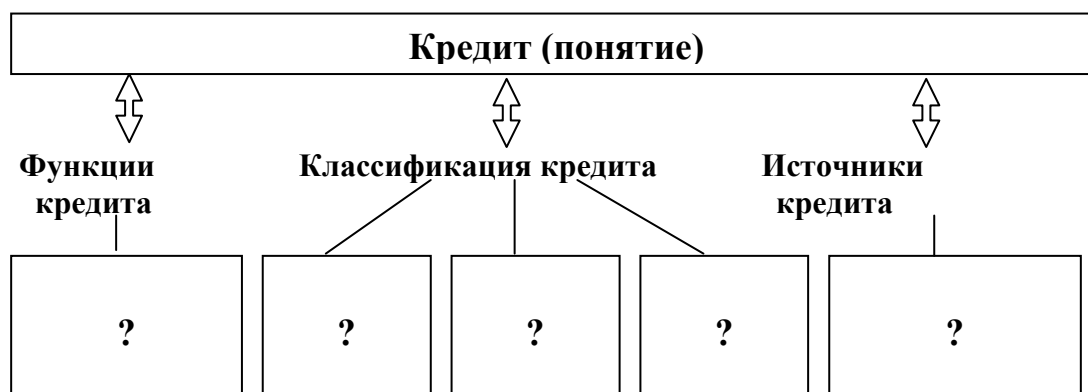 Кредит (понятие)
Функции
кредита
Классификация кредита
Источники
кредита
?
?
?
?
?